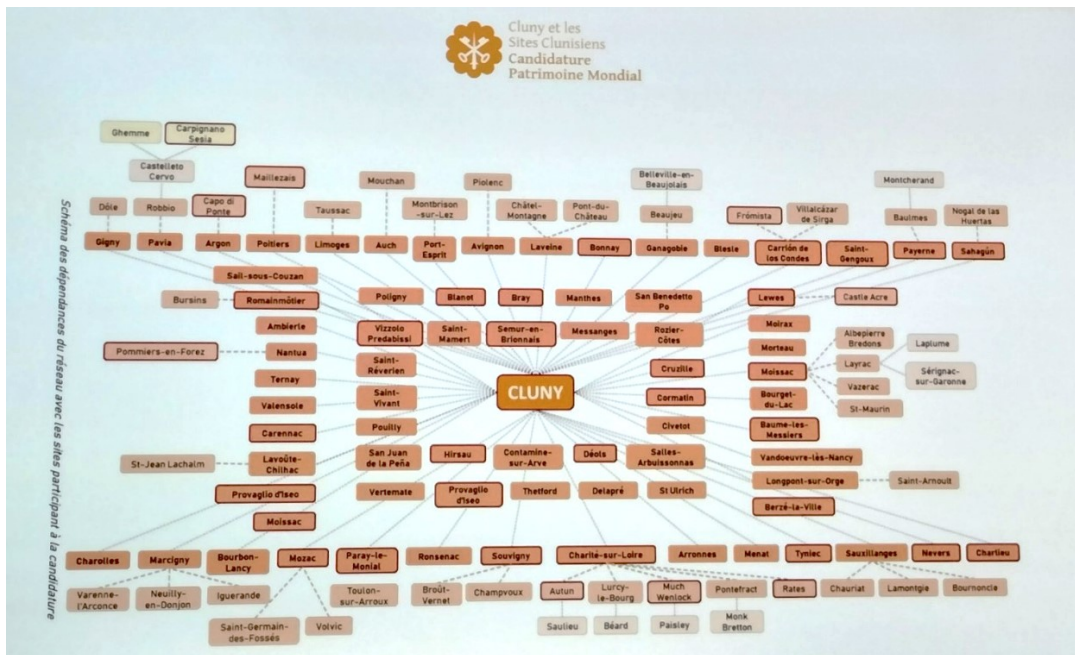 Cluny et les
Sites Clunisiens
Candidature
Patrimoine Mondial
Schéma des dépendances du réseau avec les sites participant à la candidature
Ghemme
Carpignano
Sesia
Castelleto
Cervo
Maillezais
Mouchan
Piolenc
Belleville-en-
Beaujolais
Montcherand
Dôle
Robbio
Capo di
Ponte
Taussac
Montbrison
-sur-Lez
Châtel-
Montagne
Pont-du-
Château
Beaujeu
Frómista
Villalcázar
de Sirga
Baulmes
Nogal de las
Huertas
Gigny
Pavia
Argon
Poitiers
Limoges
Auch
Port-
Esprit
Avignon
Laveine
Bonnay
Ganagobie
Blesle
Carrión de
los Condes
Saint-
Gengoux
Payerne
Sahagún
Sail-sous-Couzan
Bursins
Romainmôtier
Poligny
Blanot
Bray
Manthes
San Benedetto
Po
Lewes
Castle Acre
Ambierle
Vizzolo
Predabissi
Saint-
Mamert
Semur-en-
Brionnais
Messanges
Rozier-
Côtes
Moirax
Pommiers-en-Forez
Nantua
Saint-
Réverien
Cruzille
Morteau
Albepierre
Bredons
Laplume
Ternay
Moissac
Layrac
Sérignac-
sur-Garonne
Valensole
Saint-
Vivant
CLUNY
Cormatin
Bourget-
du-Lac
Vazerac
St-Maurin
Carennac
Pouilly
Civetot
Baume-les-
Messiers
St-Jean Lachalm
Lavoûte-
Chilhac
San Juan
de la Peña
Hirsau
Contamine-
sur-Arve
Déols
Salles-
Arbuissonnas
Vandoeuvre-lès-Nancy
Longpont-sur-Orge
Saint-Arnoult
Provaglio d'Iseo
Vertemate
Provaglio
d'Iseo
Thetford
Delapré
St Ulrich
Berzé-la-Ville
Moissac
Charolles
Marcigny
Bourbon-
Lancy
Mozac
Paray-le-
Monial
Ronsenac
Souvigny
Charité-sur-Loire
Arronnes
Menat
Tyniec
Sauxillanges
Nevers
Charlieu
Varenne-
l'Arconce
Neuilly-
en-Donjon
Iguerande
Toulon-
sur-Arroux
Broût-
Vernet
Champvoux
Autun
Lurcy-
le-Bourg
Much
Wenlock
Pontefract
Rates
Chauriat
Lamontgie
Bournoncle
Saint-Germain-
des-Fossés
Volvic
Saulieu
Béard
Paisley
Monk
Bretton